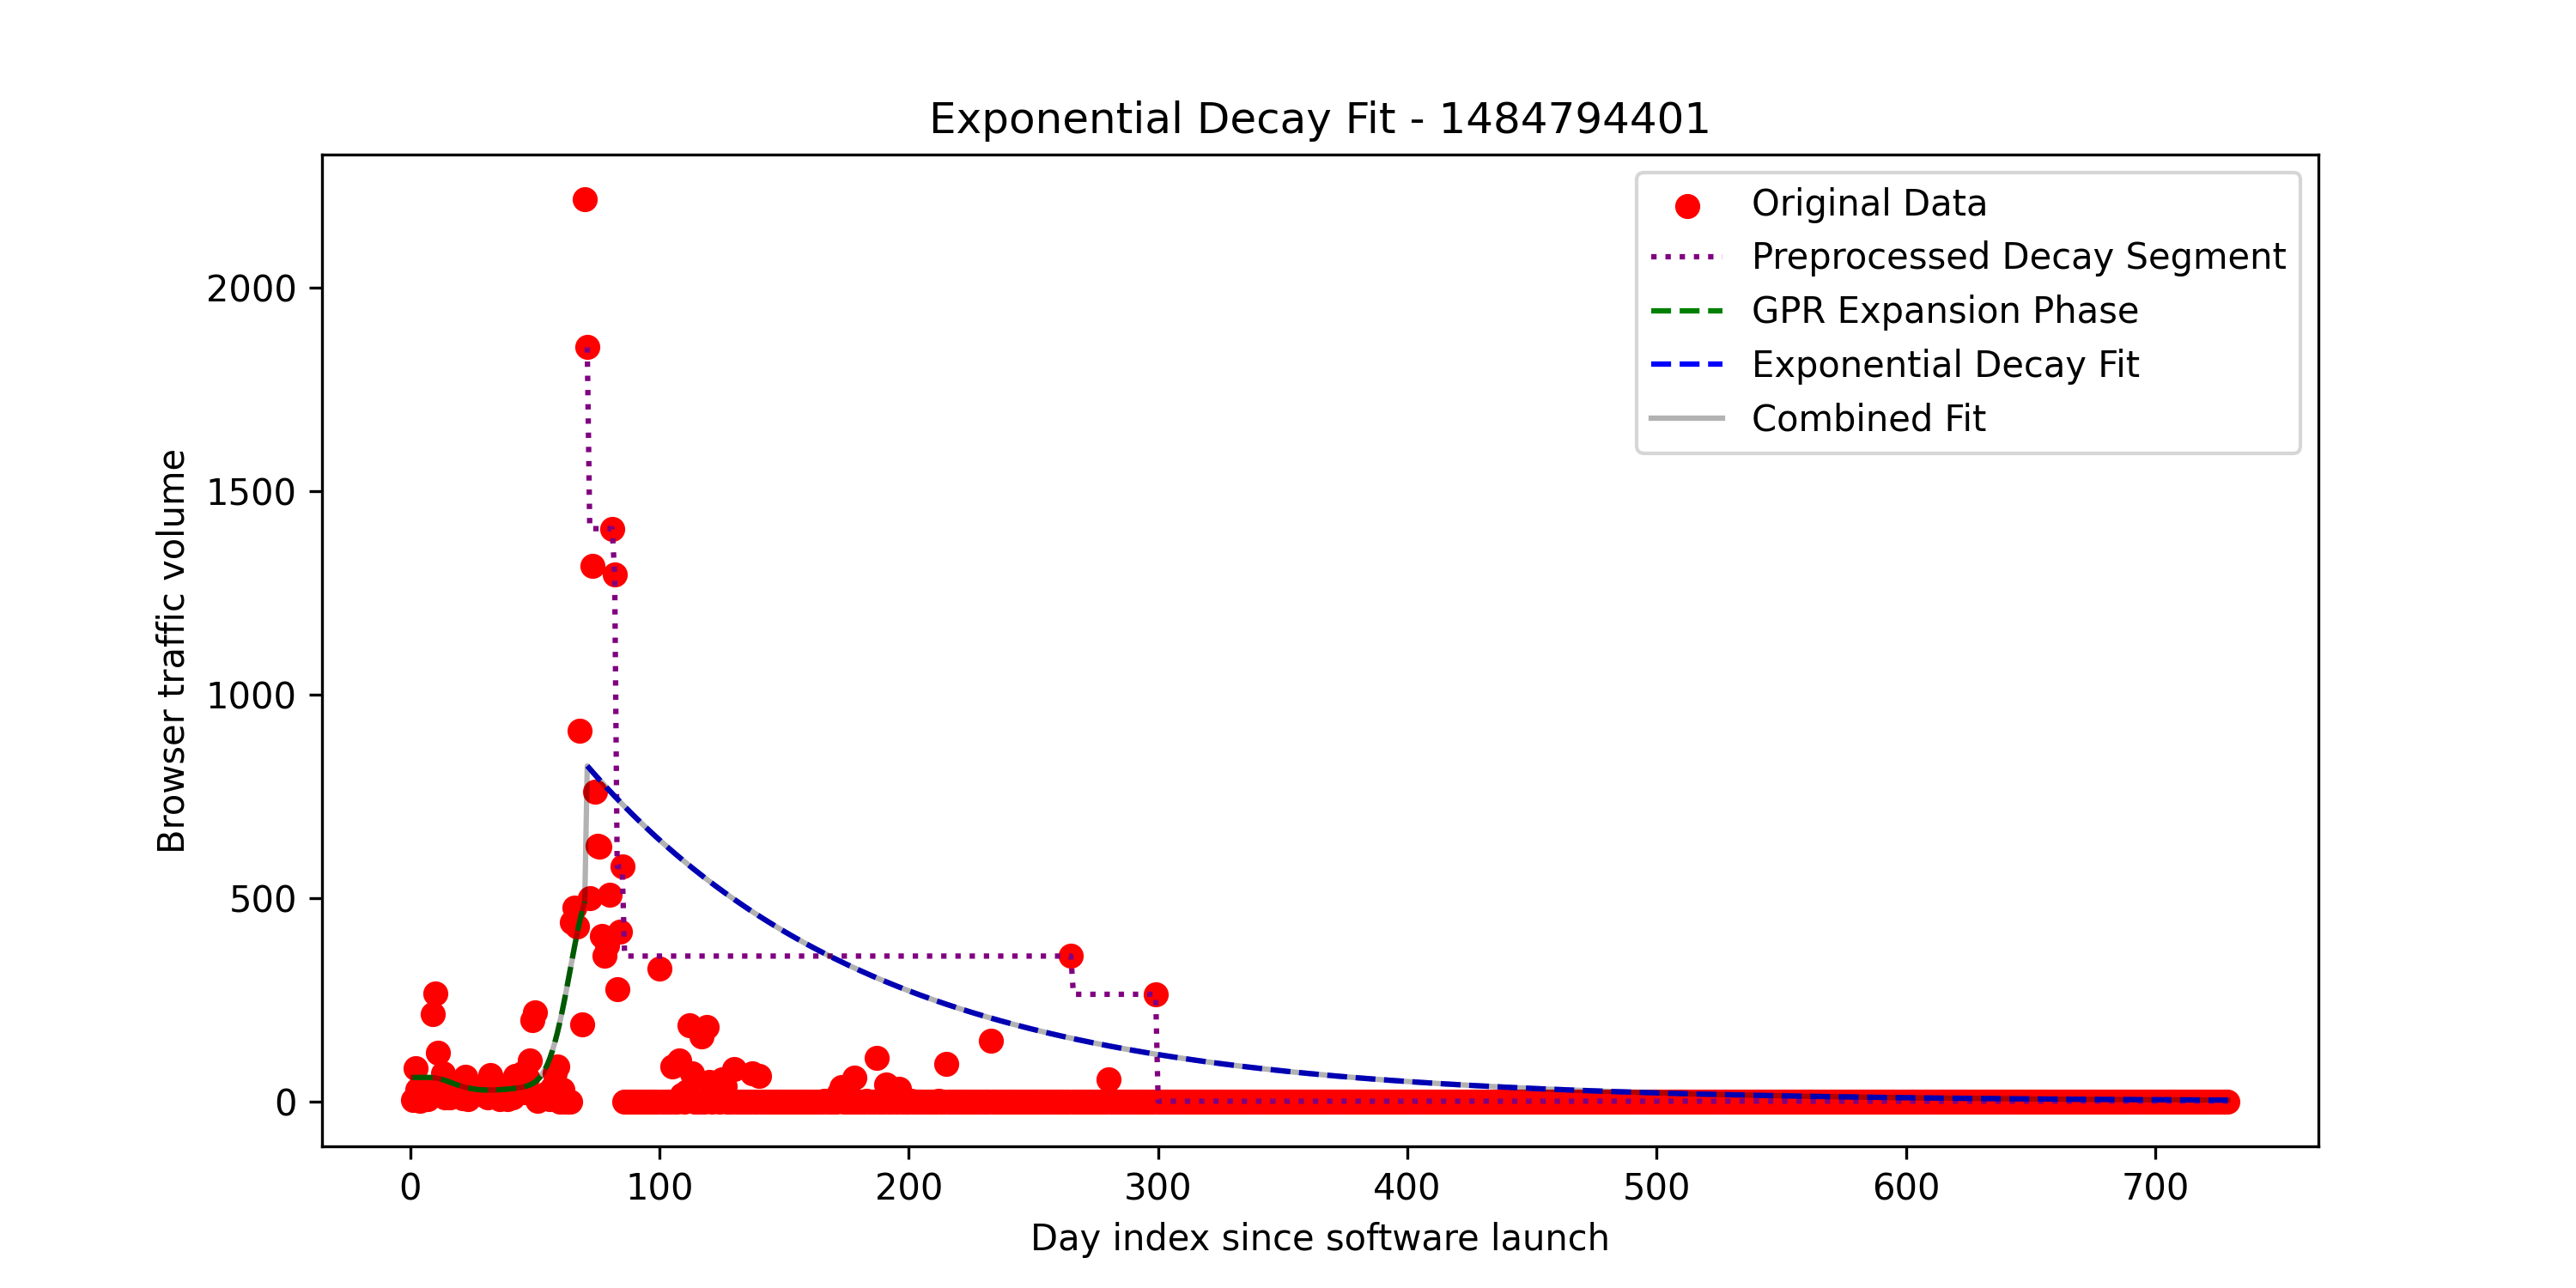 Exponential Decay Fit - 1484794401
Original Data
Preprocessed Decay Segment
GPR Expansion Phase
Exponential Decay Fit
Combined Fit
Browser traffic volume
2000
1500
1000
500
0
0 100 200 300 400 500 600 700
Day index since software launch